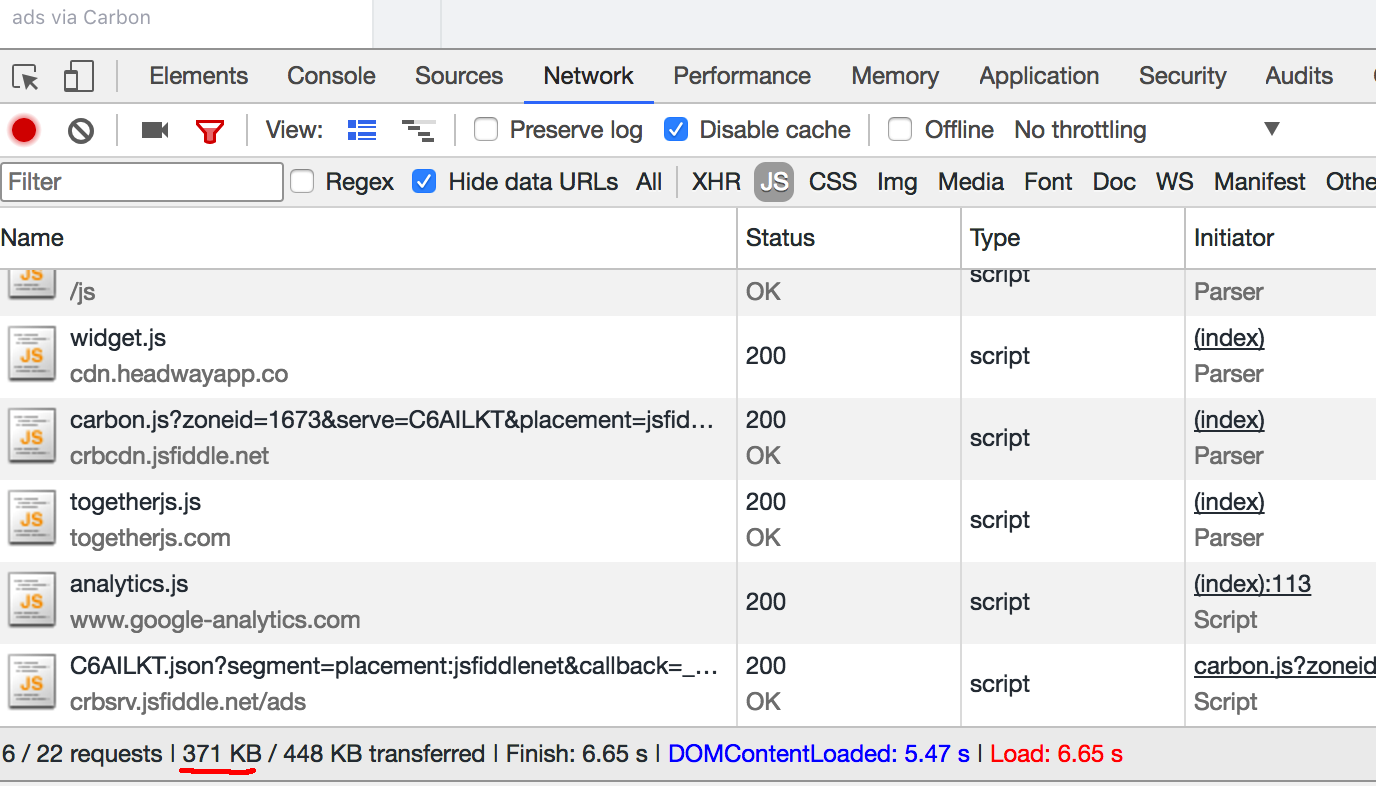 ads via Carbon
Elements Console Sources Network Performance Memory Application Security Audits
View: Preserve log Disable cache Offline No throttling
Filter Regex Hide data URLs All XHR JS CSS Img Media Font Doc WS Manifest Othe
Name Status Type Initiator
JS /js OK script Parser
widget.js (index)
JS 200 script
cdn.headwayapp.co Parser
carbon.js?zoneid=1673&serve=C6AILKT&placement=jsfid… 200 (index)
JS script
crbcdn.jsfiddle.net OK Parser
togetherjs.js 200 (index)
JS script
togetherjs.com OK Parser
analytics.js (index):113
JS 200 script
www.google-analytics.com Script
C6AILKT.json?segment=placement:jsfiddlenet&callback=_… 200 carbon.js?zoneid
JS script
crbsrv.jsfiddle.net/ads OK Script
6 / 22 requests | 371 KB / 448 KB transferred | Finish: 6.65 s | DOMContentLoaded: 5.47 s | Load: 6.65 s